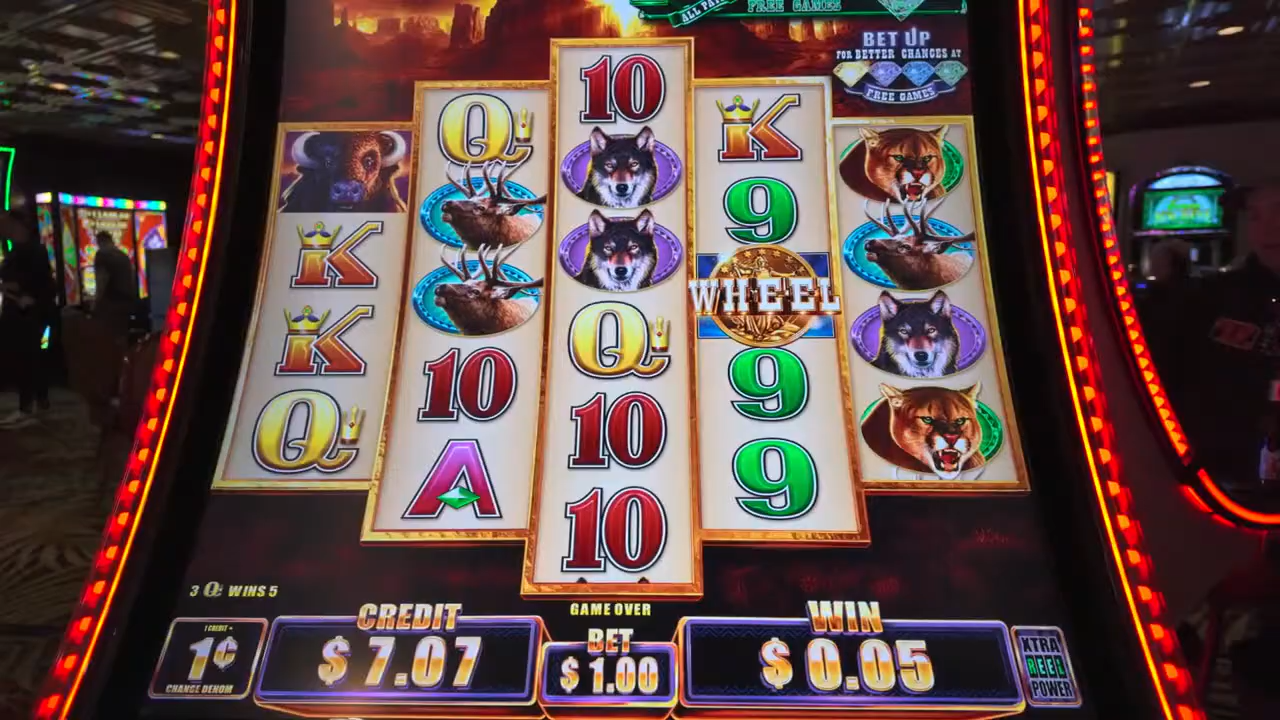 ALL PAY
FREE GAMES
BET UP
FOR BETTER CHANCES AT
FREE GAMES
Q
10
K
K
9
K
WHEEL
10
Q
9
Q
10
A
10
9
3 Q WINS 5
GAME OVER
1 CREDIT =
1¢
CHANGE DENOM
CREDIT
$ 7.07
BET
$ 1.00
WIN
$ 0.05
XTRA
REEL
POWER